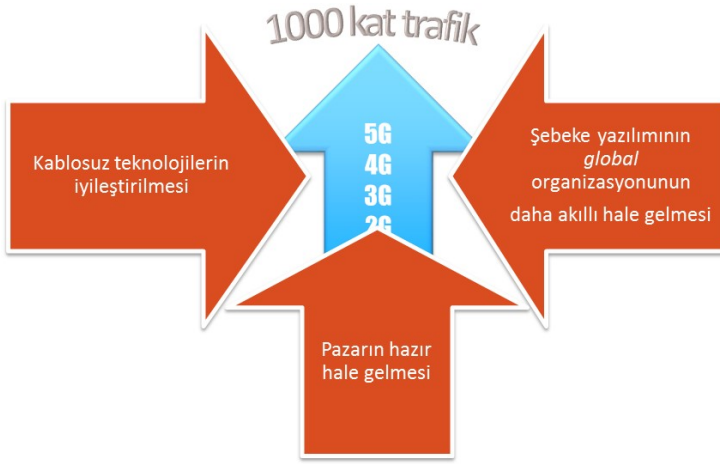 1000 kat trafik
5G
4G
3G
2G
Kablosuz teknolojilerin
iyileştirilmesi
Şebeke yazılımının
global
organizasyonunun
daha akıllı hale gelmesi
Pazarın hazır
hale gelmesi